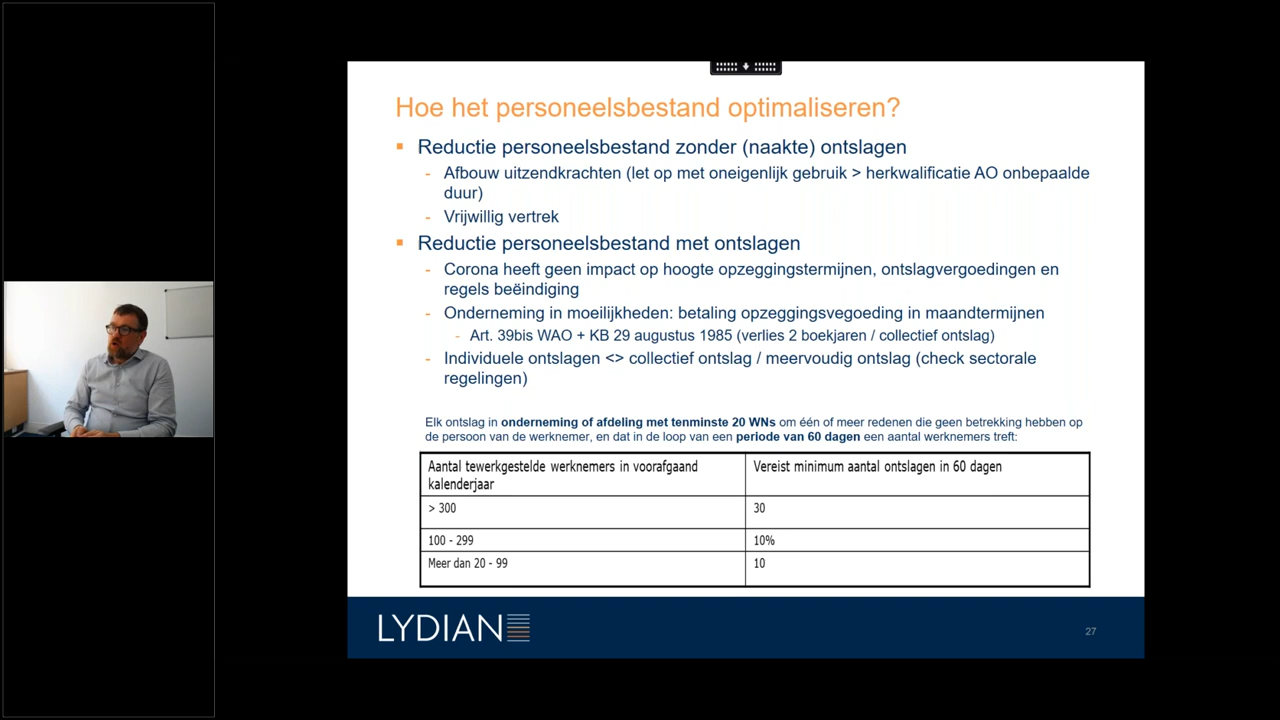 Hoe het personeelsbestand optimaliseren?
Reductie personeelsbestand zonder (naakte) ontslagen
- Afbouw uitzendkrachten (let op met oneigenlijk gebruik > herkwalificatie AO onbepaalde
duur)
- Vrijwillig vertrek
Reductie personeelsbestand met ontslagen
- Corona heeft geen impact op hoogte opzeggingstermijnen, ontslagvergoedingen en
regels beëindiging
- Onderneming in moeilijkheden: betaling opzeggingsvegoeding in maandtermijnen
- Art. 39bis WAO + KB 29 augustus 1985 (verlies 2 boekjaren / collectief ontslag)
- Individuele ontslagen <> collectief ontslag / meervoudig ontslag (check sectorale
regelingen)
Elk ontslag in onderneming of afdeling met tenminste 20 WNs om één of meer redenen die geen betrekking hebben op
de persoon van de werknemer, en dat in de loop van een periode van 60 dagen een aantal werknemers treft:
Aantal tewerkgestelde werknemers in voorafgaand
kalenderjaar
Vereist minimum aantal ontslagen in 60 dagen
> 300
30
100 - 299
10%
Meer dan 20 - 99
10
LYDIAN
27